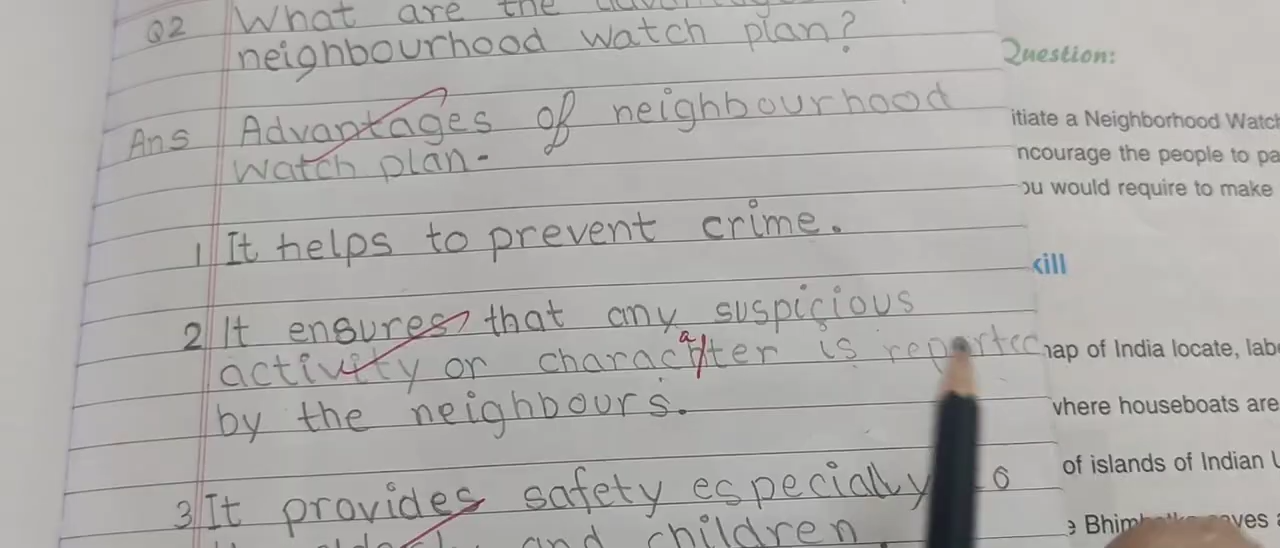 Q2 What are the
neighbourhood watch plan?
Ans Advantages of neighbourhood
watch plan-
1 It helps to prevent crime.
2 It ensures that any suspicious
activity or character is reported
by the neighbours.
3 It provides safety especially
and children
Question:
itiate a Neighborhood Watch
ncourage the people to pa
ou would require to make
kill
nap of India locate, lab
where houseboats are
of islands of Indian